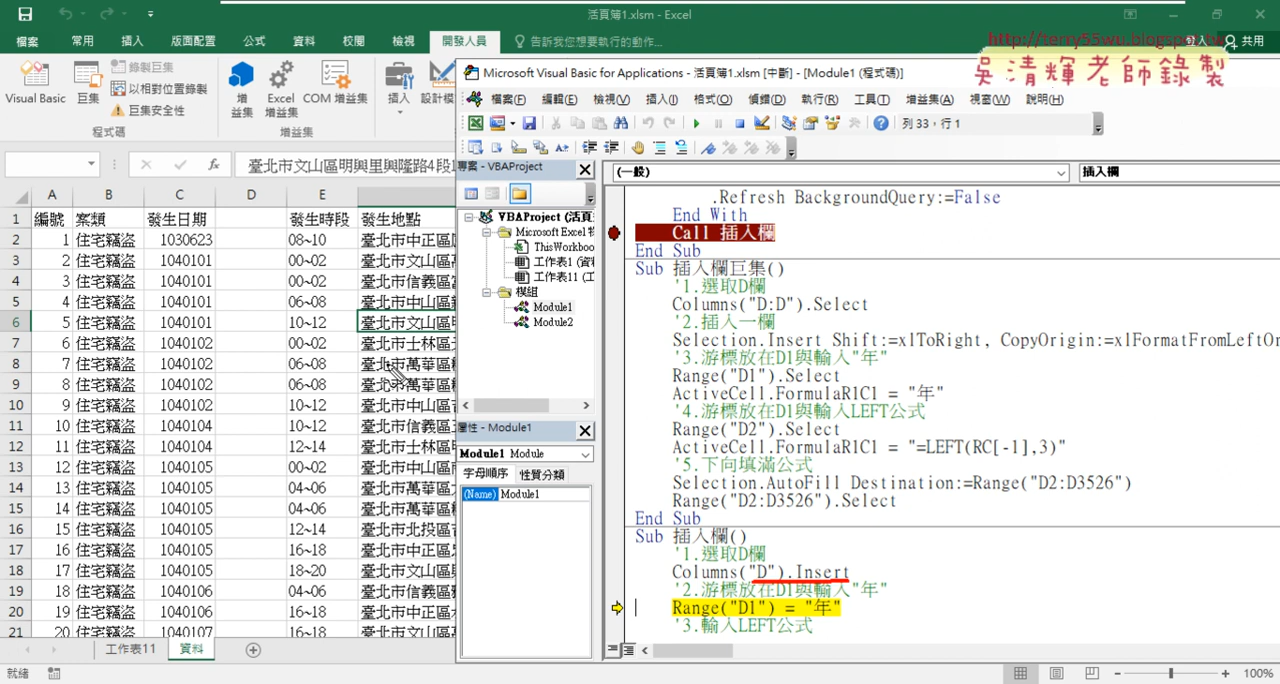 活頁簿1.xlsm - Excel
http://terry55wu.blogspot.tw
吳清輝老師錄製
檔案 常用 插入 版面配置 公式 資料 校閱 檢視 開發人員 告訴我您想要執行的動作... 登入 共用
Visual Basic 巨集 錄製巨集 以相對位置錄製 巨集安全性 程式碼
增益集 Excel 增益集 COM 增益集 增益集 插入 設計模
臺北市文山區明興里興隆路4段1
Microsoft Visual Basic for Applications - 活頁簿1.xlsm [中斷] - [Module1 (程式碼)]
檔案(F) 編輯(E) 檢視(V) 插入(I) 格式(O) 偵錯(D) 執行(R) 工具(T) 增益集(A) 視窗(W) 說明(H)
列 33，行 1
專案 - VBAProject
VBAProject (活頁
Microsoft Excel 物
ThisWorkboo
工作表1 (資料
工作表11 (工
模組
Module1
Module2
屬性 - Module1
Module1 Module
字母順序 性質分類
(Name) Module1
(一般) 插入欄
.Refresh BackgroundQuery:=False
End With
Call 插入欄
End Sub
Sub 插入欄巨集()
'1.選取D欄
Columns("D:D").Select
'2.插入一欄
Selection.Insert Shift:=xlToRight, CopyOrigin:=xlFormatFromLeftOr
'3.游標放在D1與輸入"年"
Range("D1").Select
ActiveCell.FormulaR1C1 = "年"
'4.游標放在D1與輸入LEFT公式
Range("D2").Select
ActiveCell.FormulaR1C1 = "=LEFT(RC[-1],3)"
'5.下向填滿公式
Selection.AutoFill Destination:=Range("D2:D3526")
Range("D2:D3526").Select
End Sub
Sub 插入欄()
'1.選取D欄
Columns("D").Insert
'2.游標放在D1與輸入"年"
Range("D1") = "年"
'3.輸入LEFT公式
A B C D E
1 編號 案類 發生日期 發生時段 發生地點
2 1 住宅竊盜 1030623 08~10 臺北市中正區
3 2 住宅竊盜 1040101 00~02 臺北市文山區
4 3 住宅竊盜 1040101 00~02 臺北市信義區
5 4 住宅竊盜 1040101 06~08 臺北市中山區
6 5 住宅竊盜 1040101 10~12 臺北市文山區
7 6 住宅竊盜 1040102 00~02 臺北市士林區
8 7 住宅竊盜 1040102 06~08 臺北市萬華區
9 8 住宅竊盜 1040102 06~08 臺北市萬華區
10 9 住宅竊盜 1040102 10~12 臺北市中山區
11 10 住宅竊盜 1040104 10~12 臺北市信義區
12 11 住宅竊盜 1040104 12~14 臺北市士林區
13 12 住宅竊盜 1040105 00~02 臺北市中山區
14 13 住宅竊盜 1040105 04~06 臺北市萬華區
15 14 住宅竊盜 1040105 04~06 臺北市萬華區
16 15 住宅竊盜 1040105 12~14 臺北市北投區
17 16 住宅竊盜 1040105 16~18 臺北市中正區
18 17 住宅竊盜 1040105 18~20 臺北市文山區
19 18 住宅竊盜 1040106 04~06 臺北市信義區
20 19 住宅竊盜 1040106 16~18 臺北市中正區
21 20 住宅竊盜 1040107 16~18 臺北市中正區
工作表11 資料
就緒 100%